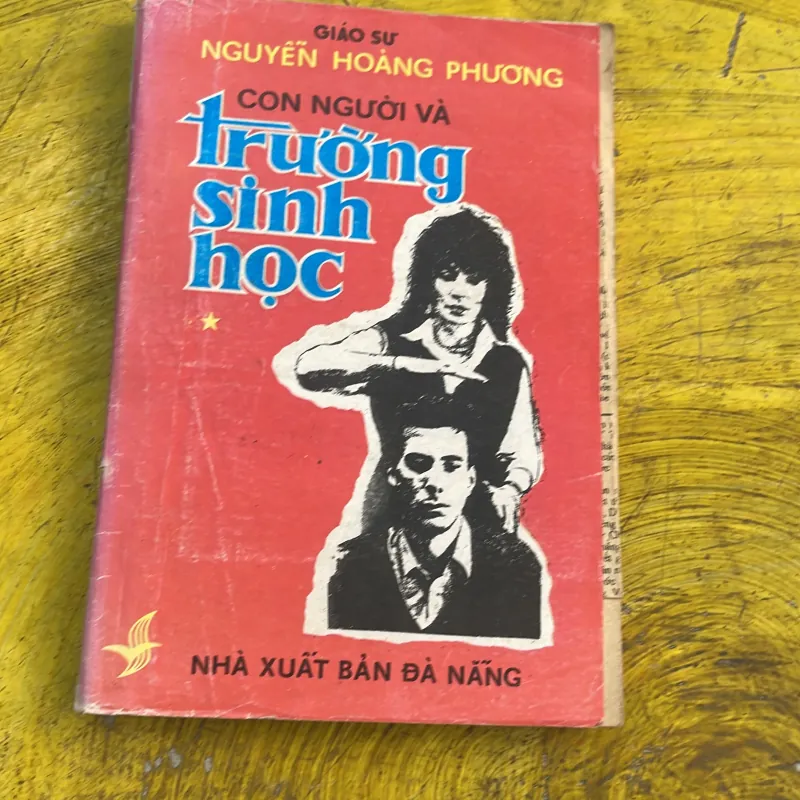 GIÁO SƯ
NGUYỄN HOÀNG PHƯƠNG
CON NGƯỜI VÀ
trường
sinh
học
NHÀ XUẤT BẢN ĐÀ NẴNG